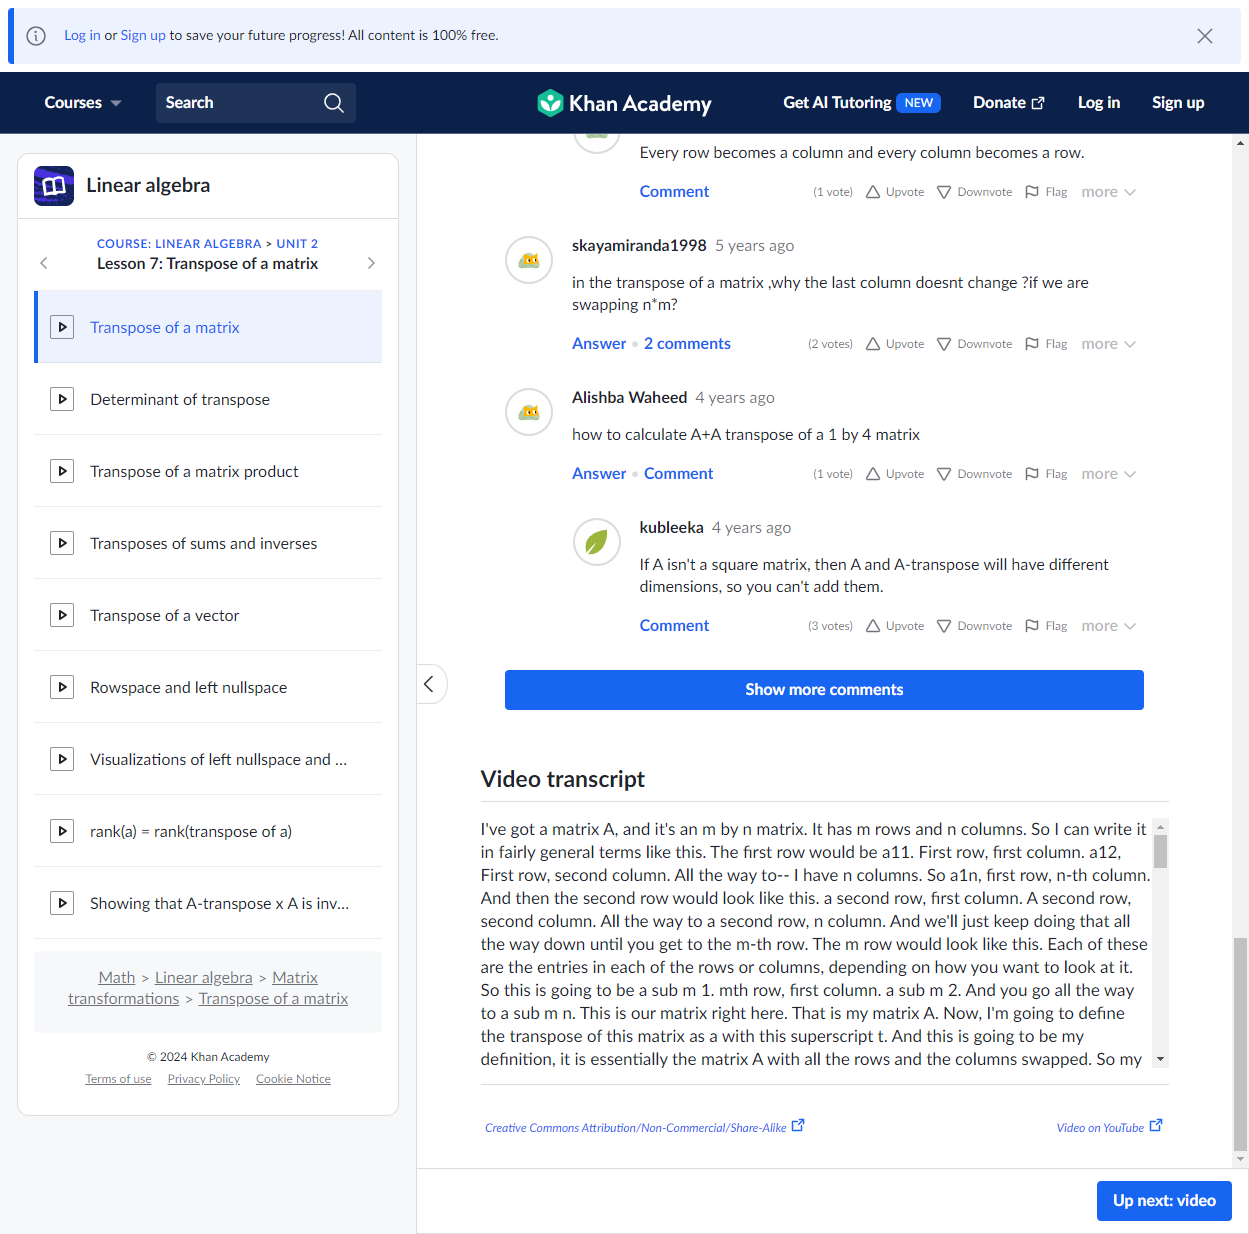 Log in or Sign up to save your future progress! All content is 100% free.
Courses
Search
Khan Academy
Get AI Tutoring NEW
Donate
Log in
Sign up
Linear algebra
COURSE: LINEAR ALGEBRA > UNIT 2
Lesson 7: Transpose of a matrix
Transpose of a matrix
Determinant of transpose
Transpose of a matrix product
Transposes of sums and inverses
Transpose of a vector
Rowspace and left nullspace
Visualizations of left nullspace and ...
rank(a) = rank(transpose of a)
Showing that A-transpose x A is inv...
Math > Linear algebra > Matrix
transformations > Transpose of a matrix
© 2024 Khan Academy
Terms of use Privacy Policy Cookie Notice
Every row becomes a column and every column becomes a row.
Comment (1 vote) Upvote Downvote Flag more
skayamiranda1998 5 years ago
in the transpose of a matrix ,why the last column doesnt change ?if we are
swapping n*m?
Answer • 2 comments (2 votes) Upvote Downvote Flag more
Alishba Waheed 4 years ago
how to calculate A+A transpose of a 1 by 4 matrix
Answer • Comment (1 vote) Upvote Downvote Flag more
kubleeka 4 years ago
If A isn't a square matrix, then A and A-transpose will have different
dimensions, so you can't add them.
Comment (3 votes) Upvote Downvote Flag more
Show more comments
Video transcript
I've got a matrix A, and it's an m by n matrix. It has m rows and n columns. So I can write it
in fairly general terms like this. The first row would be a11. First row, first column. a12,
First row, second column. All the way to-- I have n columns. So a1n, first row, n-th column.
And then the second row would look like this. a second row, first column. A second row,
second column. All the way to a second row, n column. And we'll just keep doing that all
the way down until you get to the m-th row. The m row would look like this. Each of these
are the entries in each of the rows or columns, depending on how you want to look at it.
So this is going to be a sub m 1. mth row, first column. a sub m 2. And you go all the way
to a sub m n. This is our matrix right here. That is my matrix A. Now, I'm going to define
the transpose of this matrix as a with this superscript t. And this is going to be my
definition, it is essentially the matrix A with all the rows and the columns swapped. So my
Creative Commons Attribution/Non-Commercial/Share-Alike
Video on YouTube
Up next: video